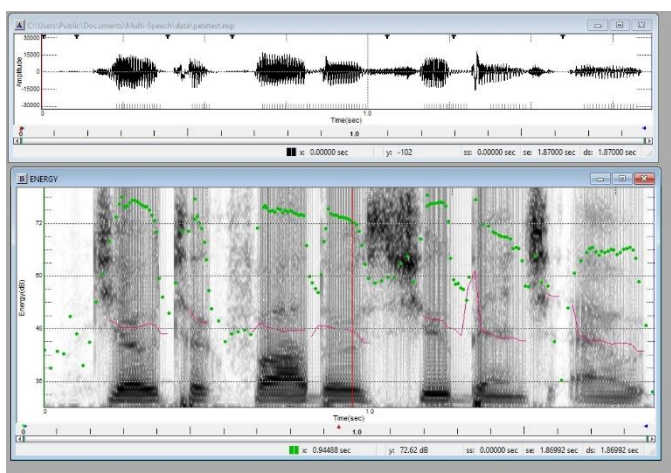 A C:\Users\Public\Documents\Multi-Speech\data\petetest.nsp
30000
15000
0
-15000
-30000
Amplitude
0 1.0
Time(sec)
0 1.0
x: 0.00000 sec y: -102 ss: 0.00000 sec se: 1.87000 sec ds: 1.87000 sec
B ENERGY
72
Energy(dB)
0 1.0
Time(sec)
0 1.0
x: 0.94488 sec y: 72.62 dB ss: 0.00000 sec se: 1.86992 sec ds: 1.86992 sec